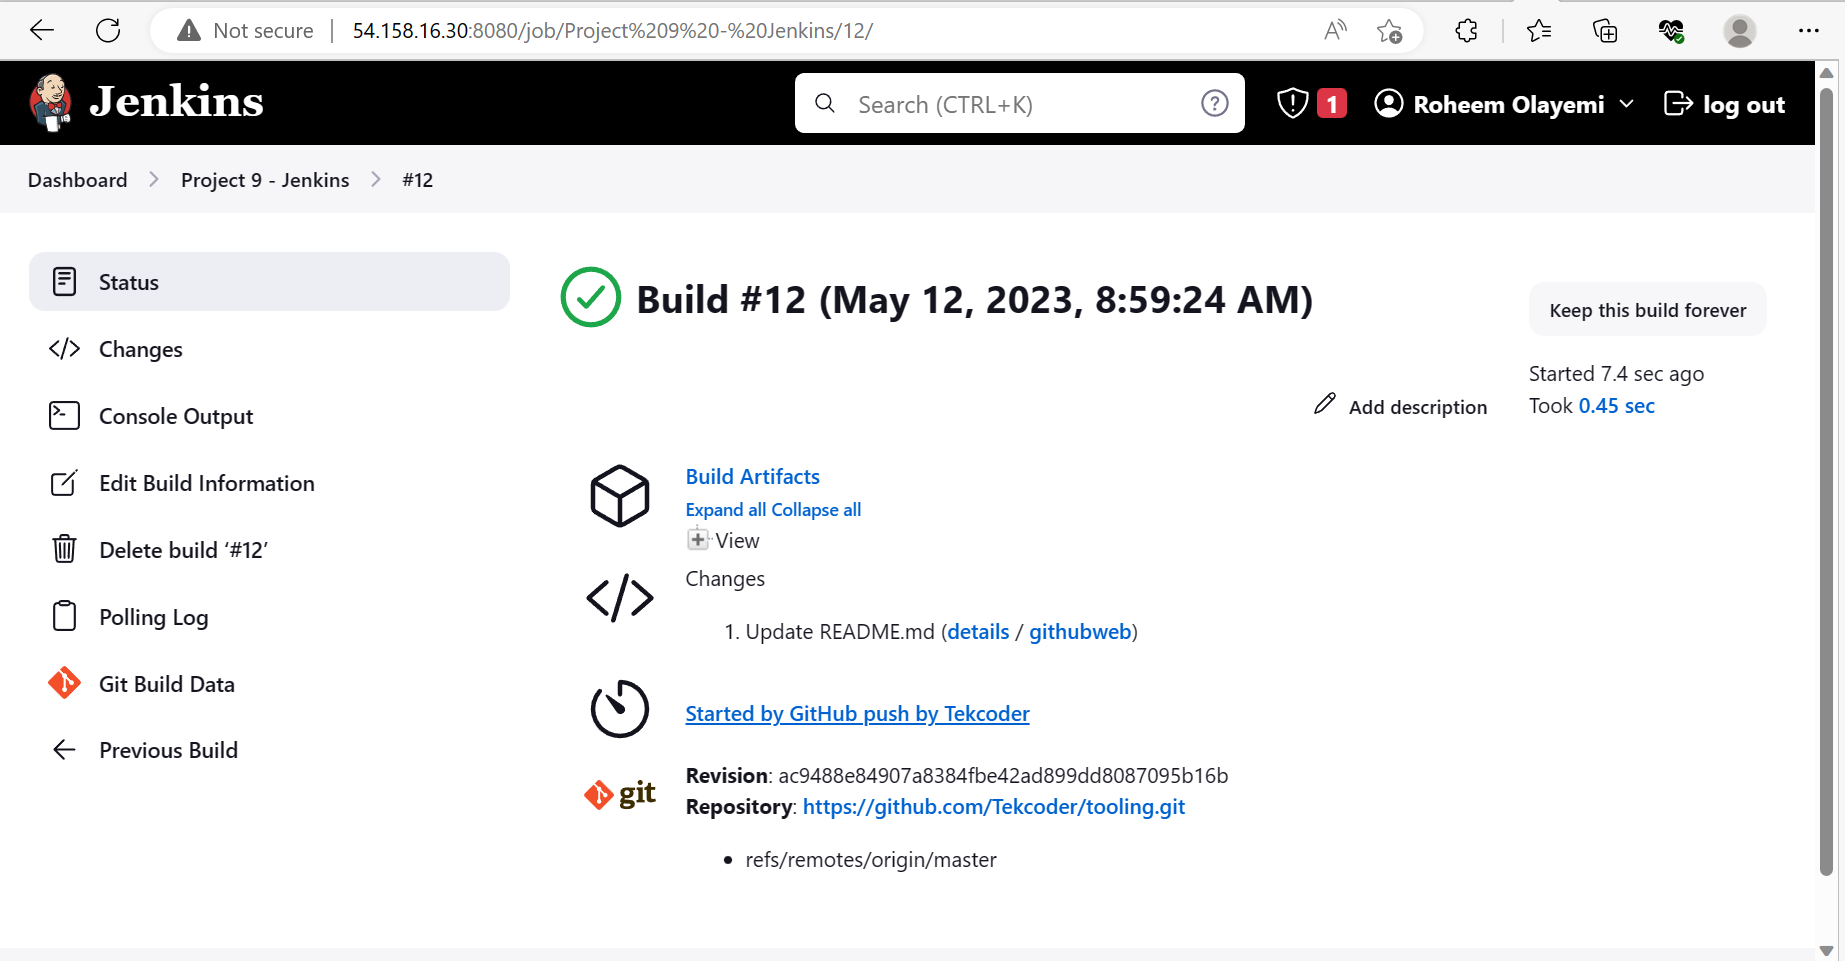 Not secure
54.158.16.30:8080/job/Project%209%20-%20Jenkins/12/
Jenkins
Search (CTRL+K)
1
Roheem Olayemi
log out
Dashboard
Project 9 - Jenkins
#12
Status
Changes
Console Output
Edit Build Information
Delete build ‘#12’
Polling Log
Git Build Data
Previous Build
Build #12 (May 12, 2023, 8:59:24 AM)
Keep this build forever
Started 7.4 sec ago
Took 0.45 sec
Add description
Build Artifacts
Expand all Collapse all
View
Changes
1. Update README.md (details / githubweb)
Started by GitHub push by Tekcoder
git
Revision: ac9488e84907a8384fbe42ad899dd8087095b16b
Repository: https://github.com/Tekcoder/tooling.git
• refs/remotes/origin/master